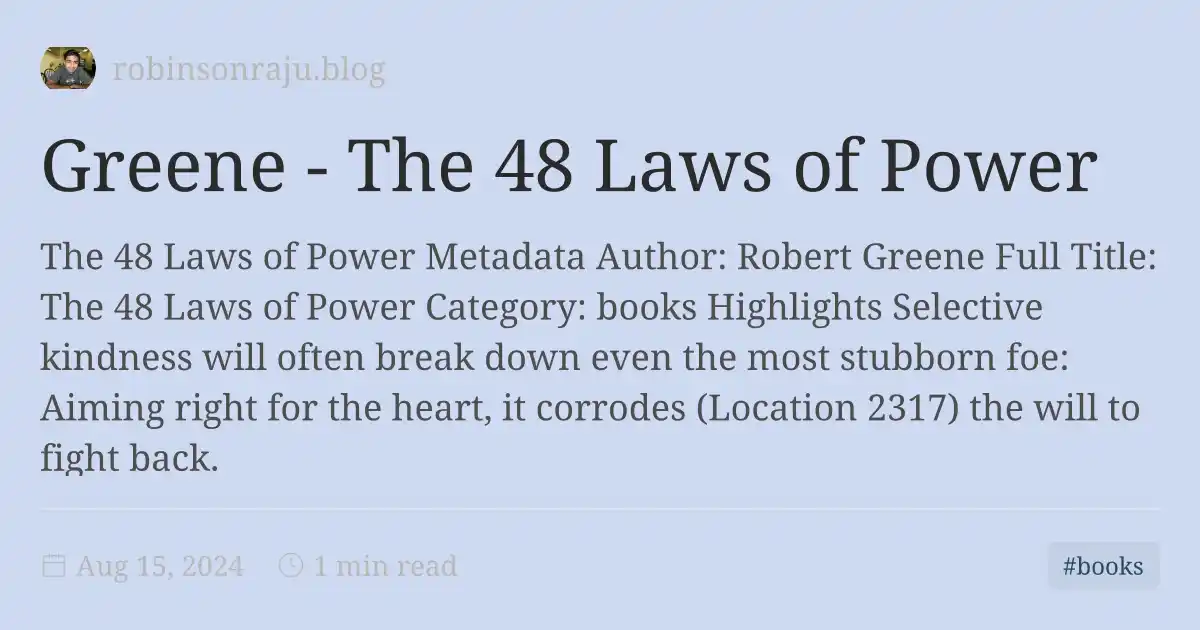 robinsonraju.blog
Greene - The 48 Laws of Power
The 48 Laws of Power Metadata Author: Robert Greene Full Title:
The 48 Laws of Power Category: books Highlights Selective
kindness will often break down even the most stubborn foe:
Aiming right for the heart, it corrodes (Location 2317) the will to
fight back.
Aug 15, 2024 1 min read #books